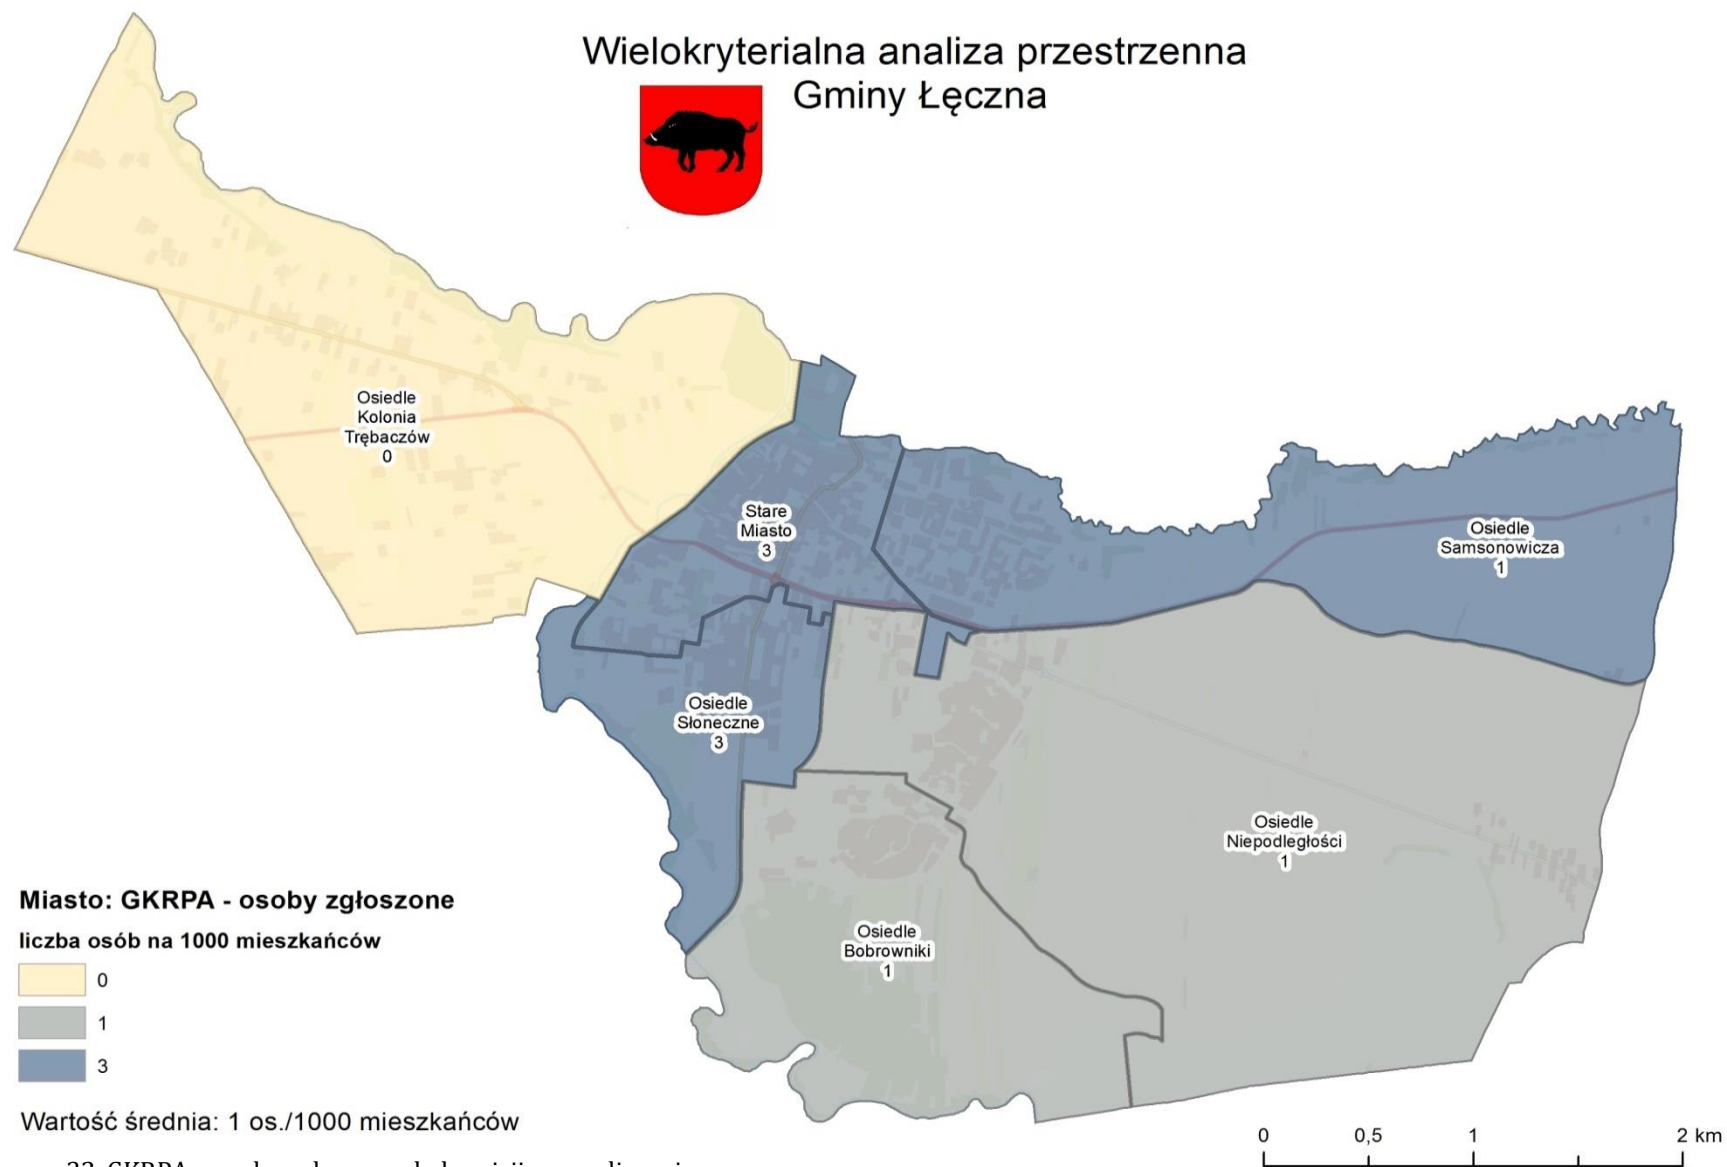 Wielokryterialna analiza przestrzenna
Gminy Łęczna
Osiedle
Kolonia
Trębaczów
0
Stare
Miasto
3
Osiedle
Samsonowicza
1
Osiedle
Słoneczne
3
Osiedle
Niepodległości
1
Osiedle
Bobrowniki
1
Miasto: GKRPA - osoby zgłoszone
liczba osób na 1000 mieszkańców
0
1
3
Wartość średnia: 1 os./1000 mieszkańców
0 0,5 1 2 km